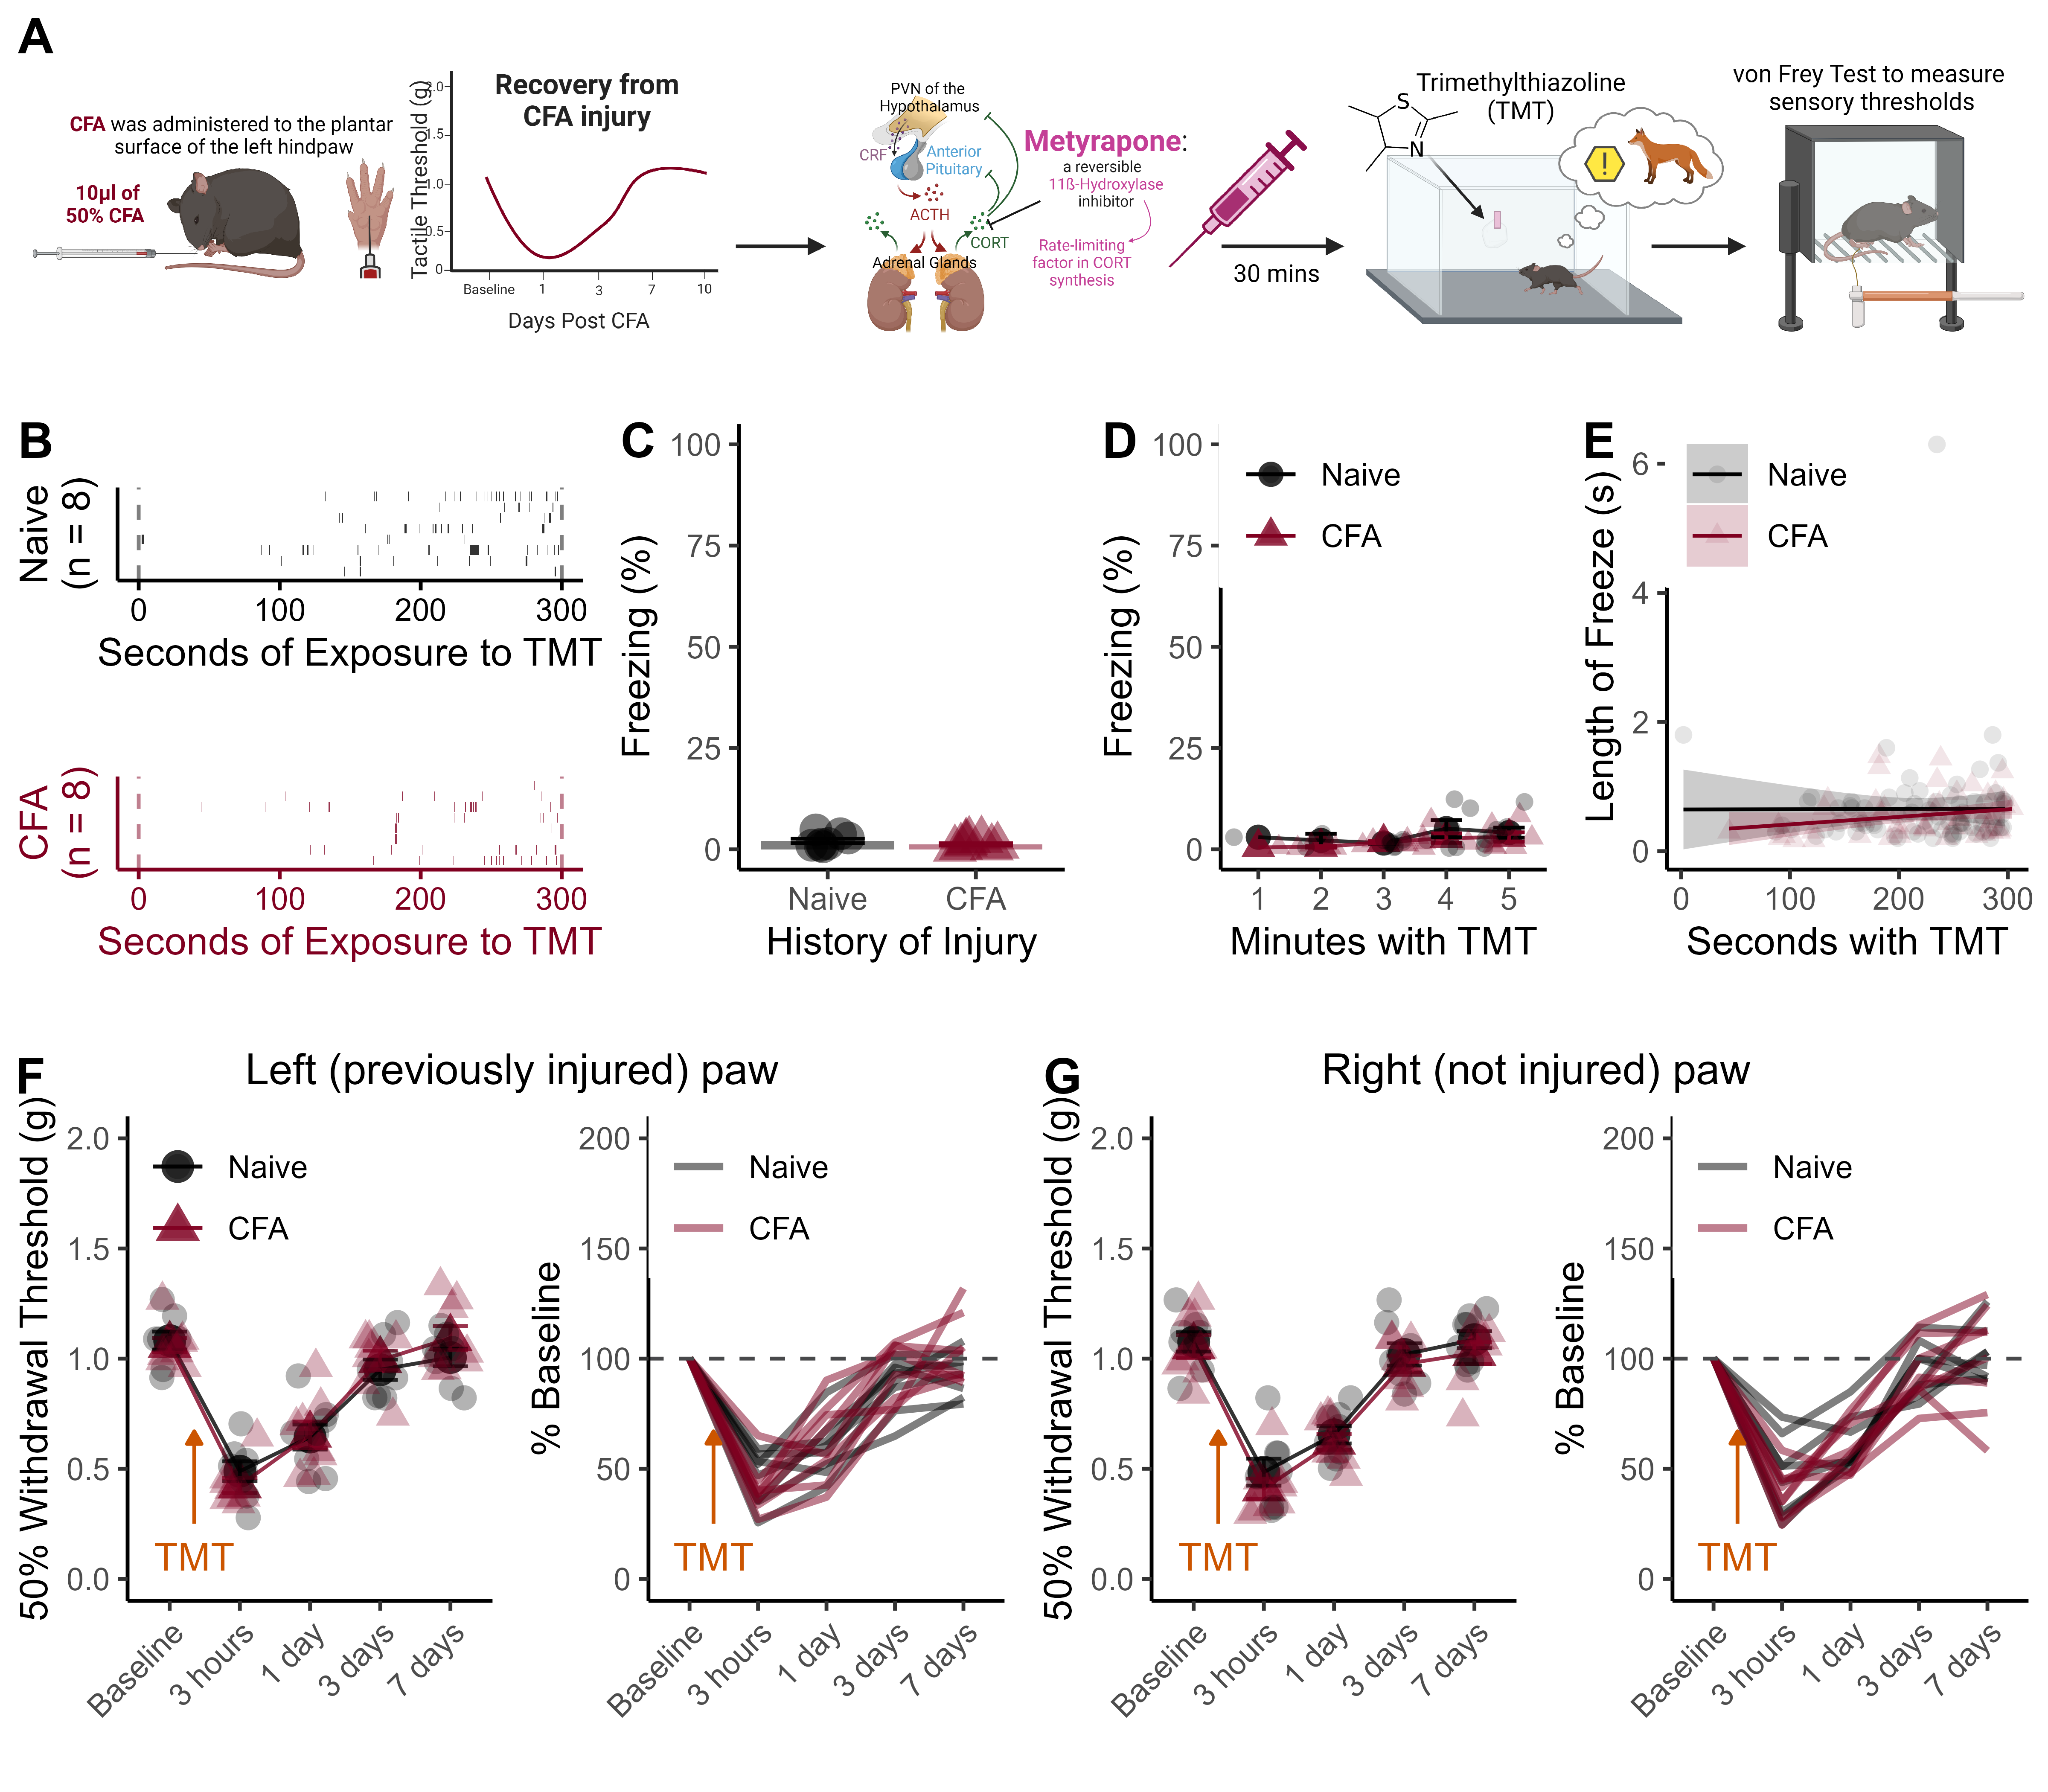 A
CFA was administered to the plantar
surface of the left hindpaw
10µl of
50% CFA
Recovery from
CFA injury
Tactile Threshold (g)
2.0
1.5
1.0
0.5
0
Baseline 1 3 7 10
Days Post CFA
PVN of the
Hypothalamus
CRF
Anterior
Pituitary
ACTH
CORT
Adrenal Glands
Metyrapone:
a reversible
11ß-Hydroxylase
inhibitor
Rate-limiting
factor in CORT
synthesis
30 mins
Trimethylthiazoline
(TMT)
S
N
!
von Frey Test to measure
sensory thresholds
B
Naive
(n = 8)
0 100 200 300
Seconds of Exposure to TMT
CFA
(n = 8)
0 100 200 300
Seconds of Exposure to TMT
C
Freezing (%)
100
75
50
25
0
Naive CFA
History of Injury
D
Freezing (%)
100
75
50
25
0
Naive
CFA
1 2 3 4 5
Minutes with TMT
E
Length of Freeze (s)
6
4
2
0
Naive
CFA
0 100 200 300
Seconds with TMT
F
Left (previously injured) paw
50% Withdrawal Threshold (g)
2.0
1.5
1.0
0.5
0.0
Naive
CFA
TMT
Baseline 3 hours 1 day 3 days 7 days
% Baseline
200
150
100
50
0
Naive
CFA
TMT
Baseline 3 hours 1 day 3 days 7 days
G
Right (not injured) paw
50% Withdrawal Threshold (g)
2.0
1.5
1.0
0.5
0.0
TMT
Baseline 3 hours 1 day 3 days 7 days
% Baseline
200
150
100
50
0
Naive
CFA
TMT
Baseline 3 hours 1 day 3 days 7 days